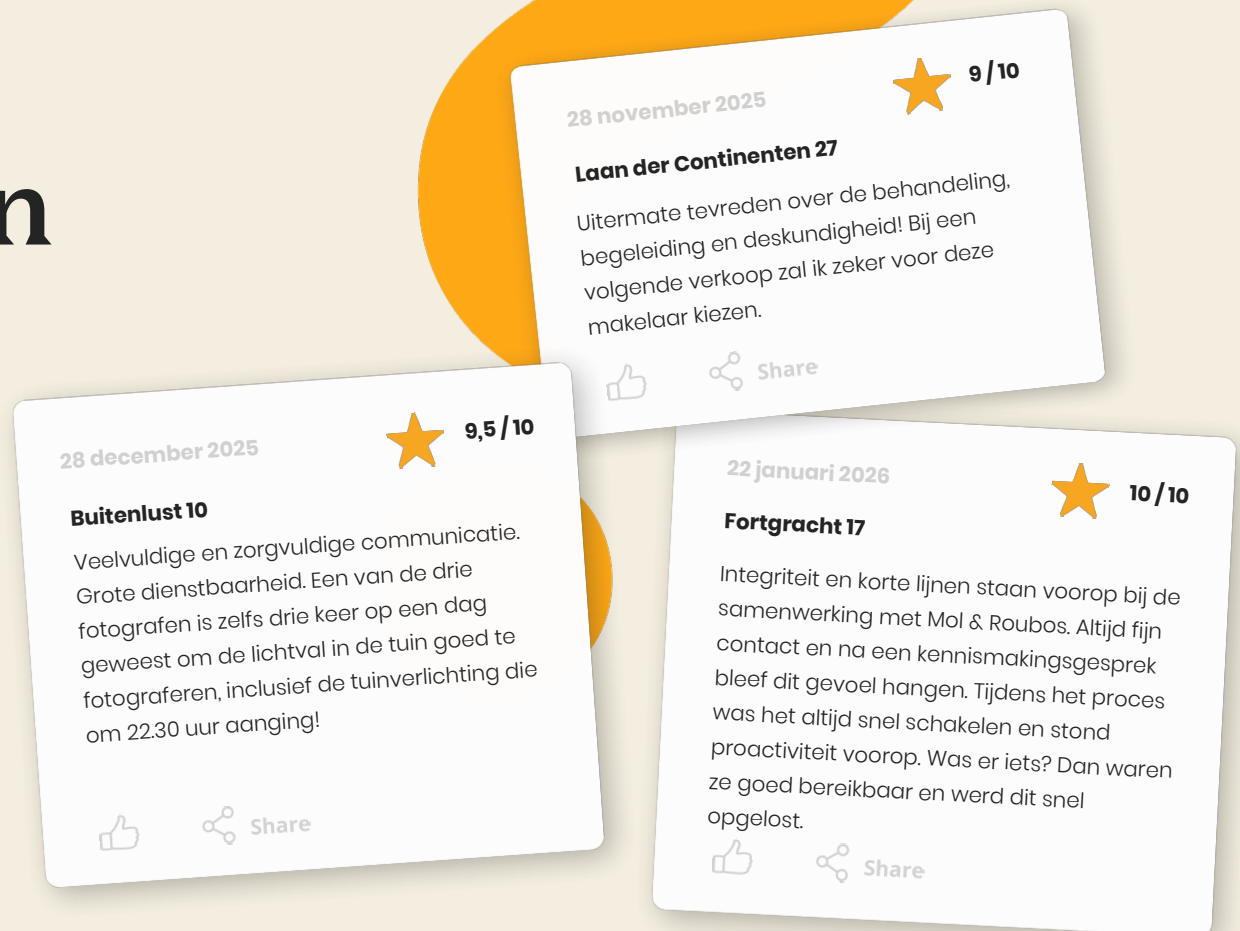 n
28 november 2025
9 / 10
Laan der Continenten 27
Uitermate tevreden over de behandeling,
begeleiding en deskundigheid! Bij een
volgende verkoop zal ik zeker voor deze
makelaar kiezen.
Share
28 december 2025
9,5 / 10
Buitenlust 10
Veelvuldige en zorgvuldige communicatie.
Grote dienstbaarheid. Een van de drie
fotografen is zelfs drie keer op een dag
geweest om de lichtval in de tuin goed te
fotograferen, inclusief de tuinverlichting die
om 22.30 uur aanging!
Share
22 januari 2026
10 / 10
Fortgracht 17
Integriteit en korte lijnen staan voorop bij de
samenwerking met Mol & Roubos. Altijd fijn
contact en na een kennismakingsgesprek
bleef dit gevoel hangen. Tijdens het proces
was het altijd snel schakelen en stond
proactiviteit voorop. Was er iets? Dan waren
ze goed bereikbaar en werd dit snel
opgelost.
Share